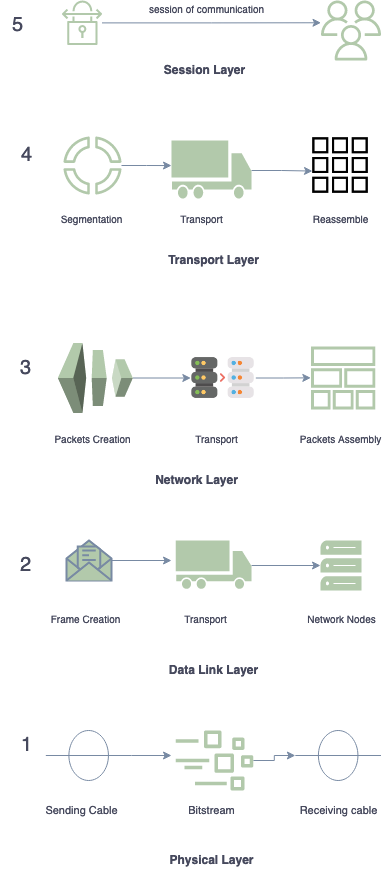 5
session of communication
Session Layer
4
Segmentation
Transport
Reassemble
Transport Layer
3
Packets Creation
Transport
Packets Assembly
Network Layer
2
Frame Creation
Transport
Network Nodes
Data Link Layer
1
Sending Cable
Bitstream
Receiving cable
Physical Layer